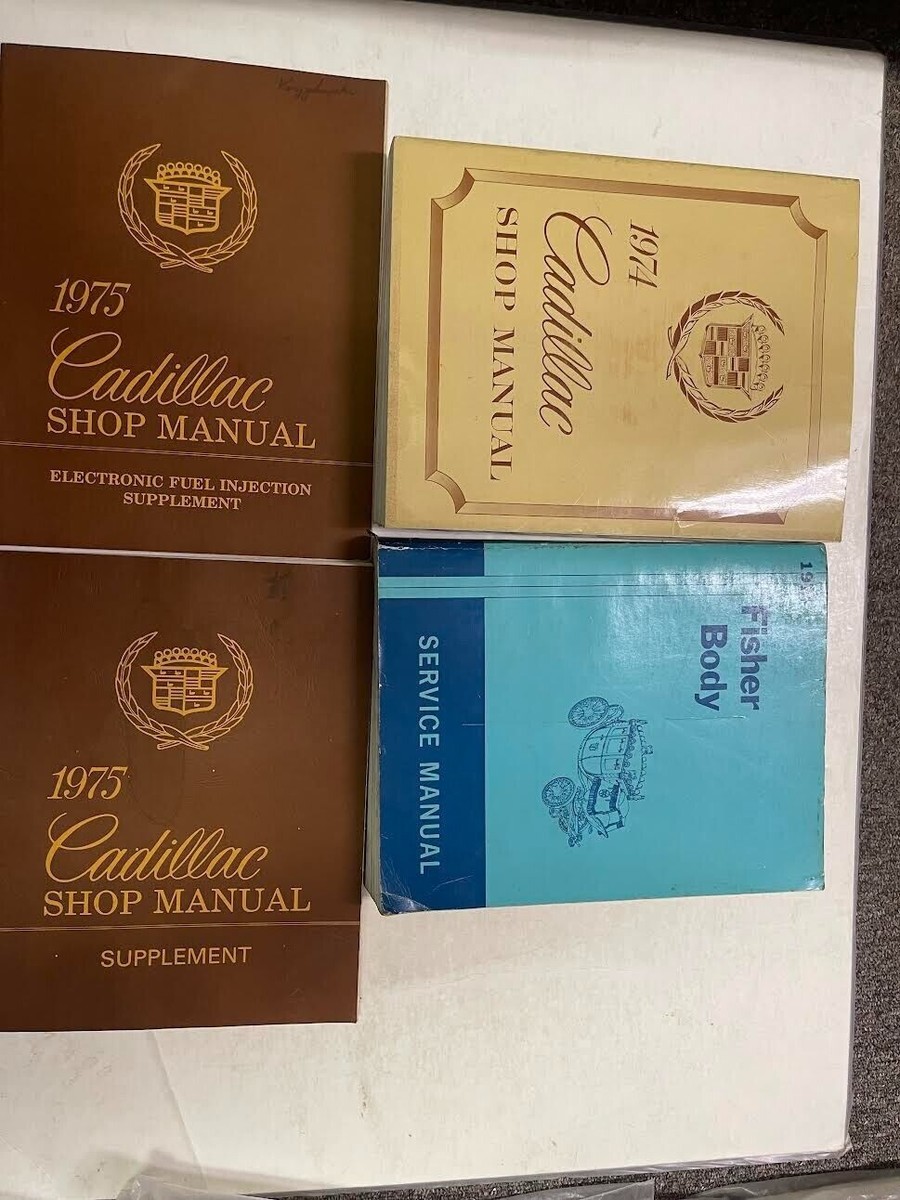 1975
Cadillac
SHOP MANUAL
ELECTRONIC FUEL INJECTION
SUPPLEMENT
1974
Cadillac
SHOP MANUAL
1975
Cadillac
SHOP MANUAL
SUPPLEMENT
Fisher
Body
SERVICE MANUAL